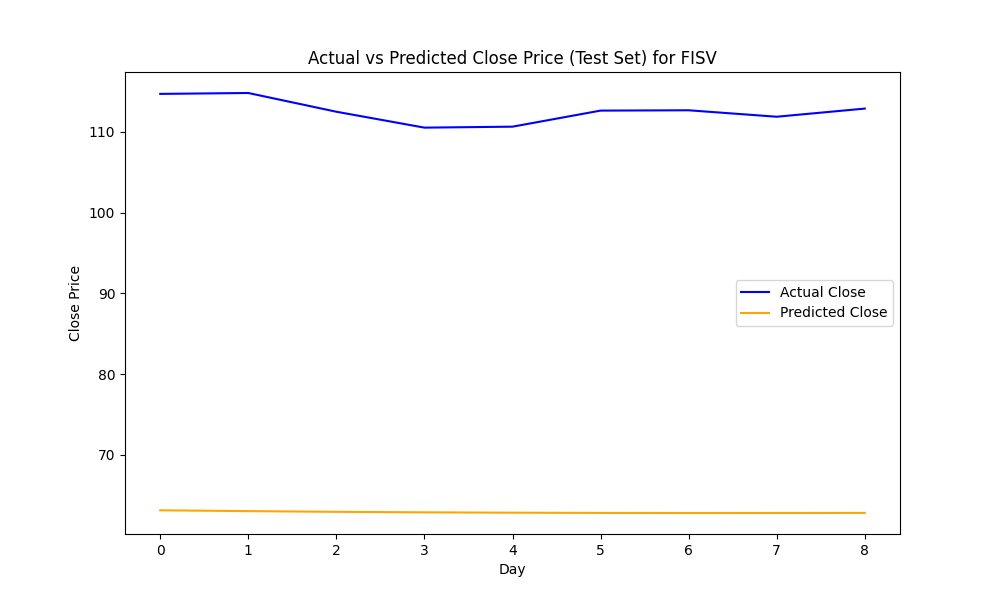 Actual vs Predicted Close Price (Test Set) for FISV
Close Price
110
100
90
80
70
Actual Close
Predicted Close
0 1 2 3 4 5 6 7 8
Day